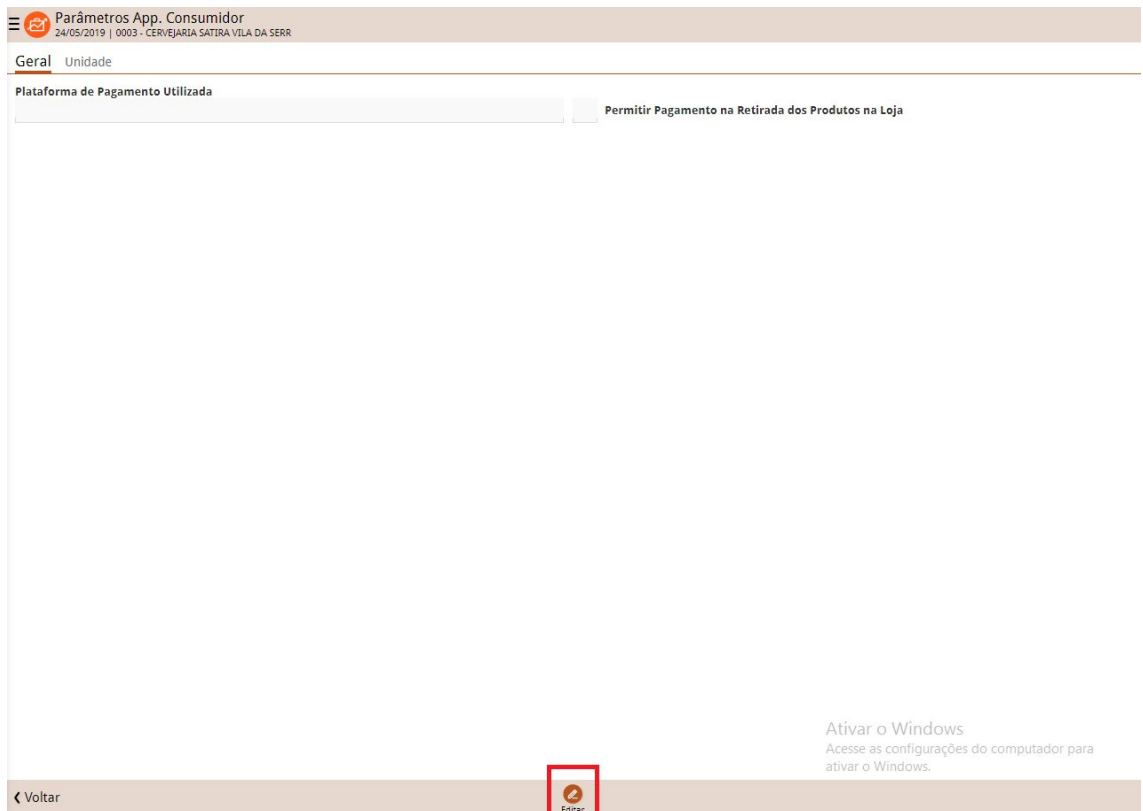 Parâmetros App. Consumidor
24/05/2019 | 0003 - CERVEJARIA SATIRA VILA DA SERR
Geral Unidade
Plataforma de Pagamento Utilizada
Permitir Pagamento na Retirada dos Produtos na Loja
Ativar o Windows
Acesse as configurações do computador para
ativar o Windows.
Voltar
Editar